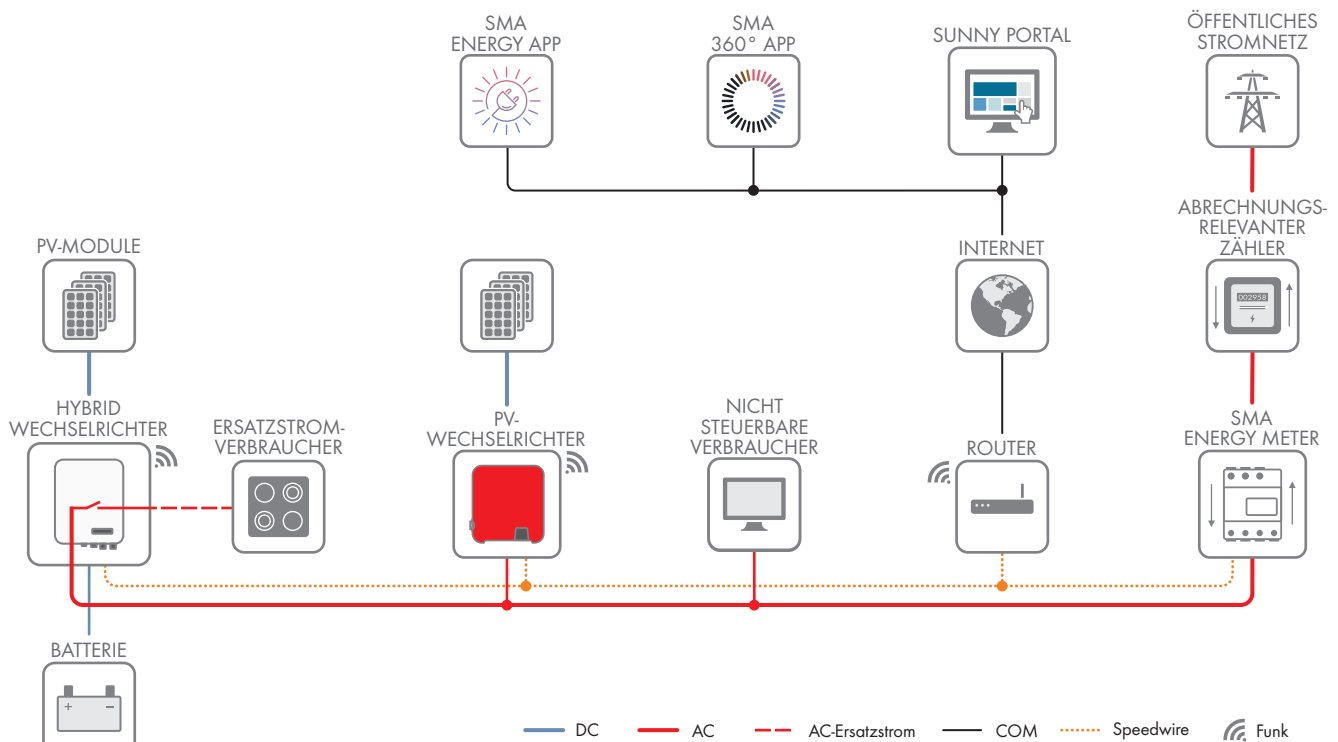 SMA
ENERGY APP
SMA
360° APP
SUNNY PORTAL
ÖFFENTLICHES
STROMNETZ
ABRECHNUNGS-
RELEVANTER
ZÄHLER
002958
PV-MODULE
INTERNET
HYBRID
WECHSELRICHTER
ERSATZSTROM-
VERBRAUCHER
PV-
WECHSELRICHTER
NICHT
STEUERBARE
VERBRAUCHER
ROUTER
SMA
ENERGY METER
BATTERIE
+ −
DC
AC
AC-Ersatzstrom
COM
Speedwire
Funk